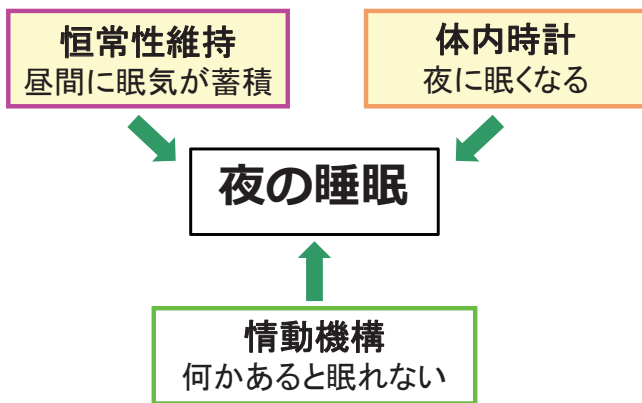 恒常性維持
昼間に眠気が蓄積
体内時計
夜に眠くなる
夜の睡眠
情動機構
何かあると眠れない